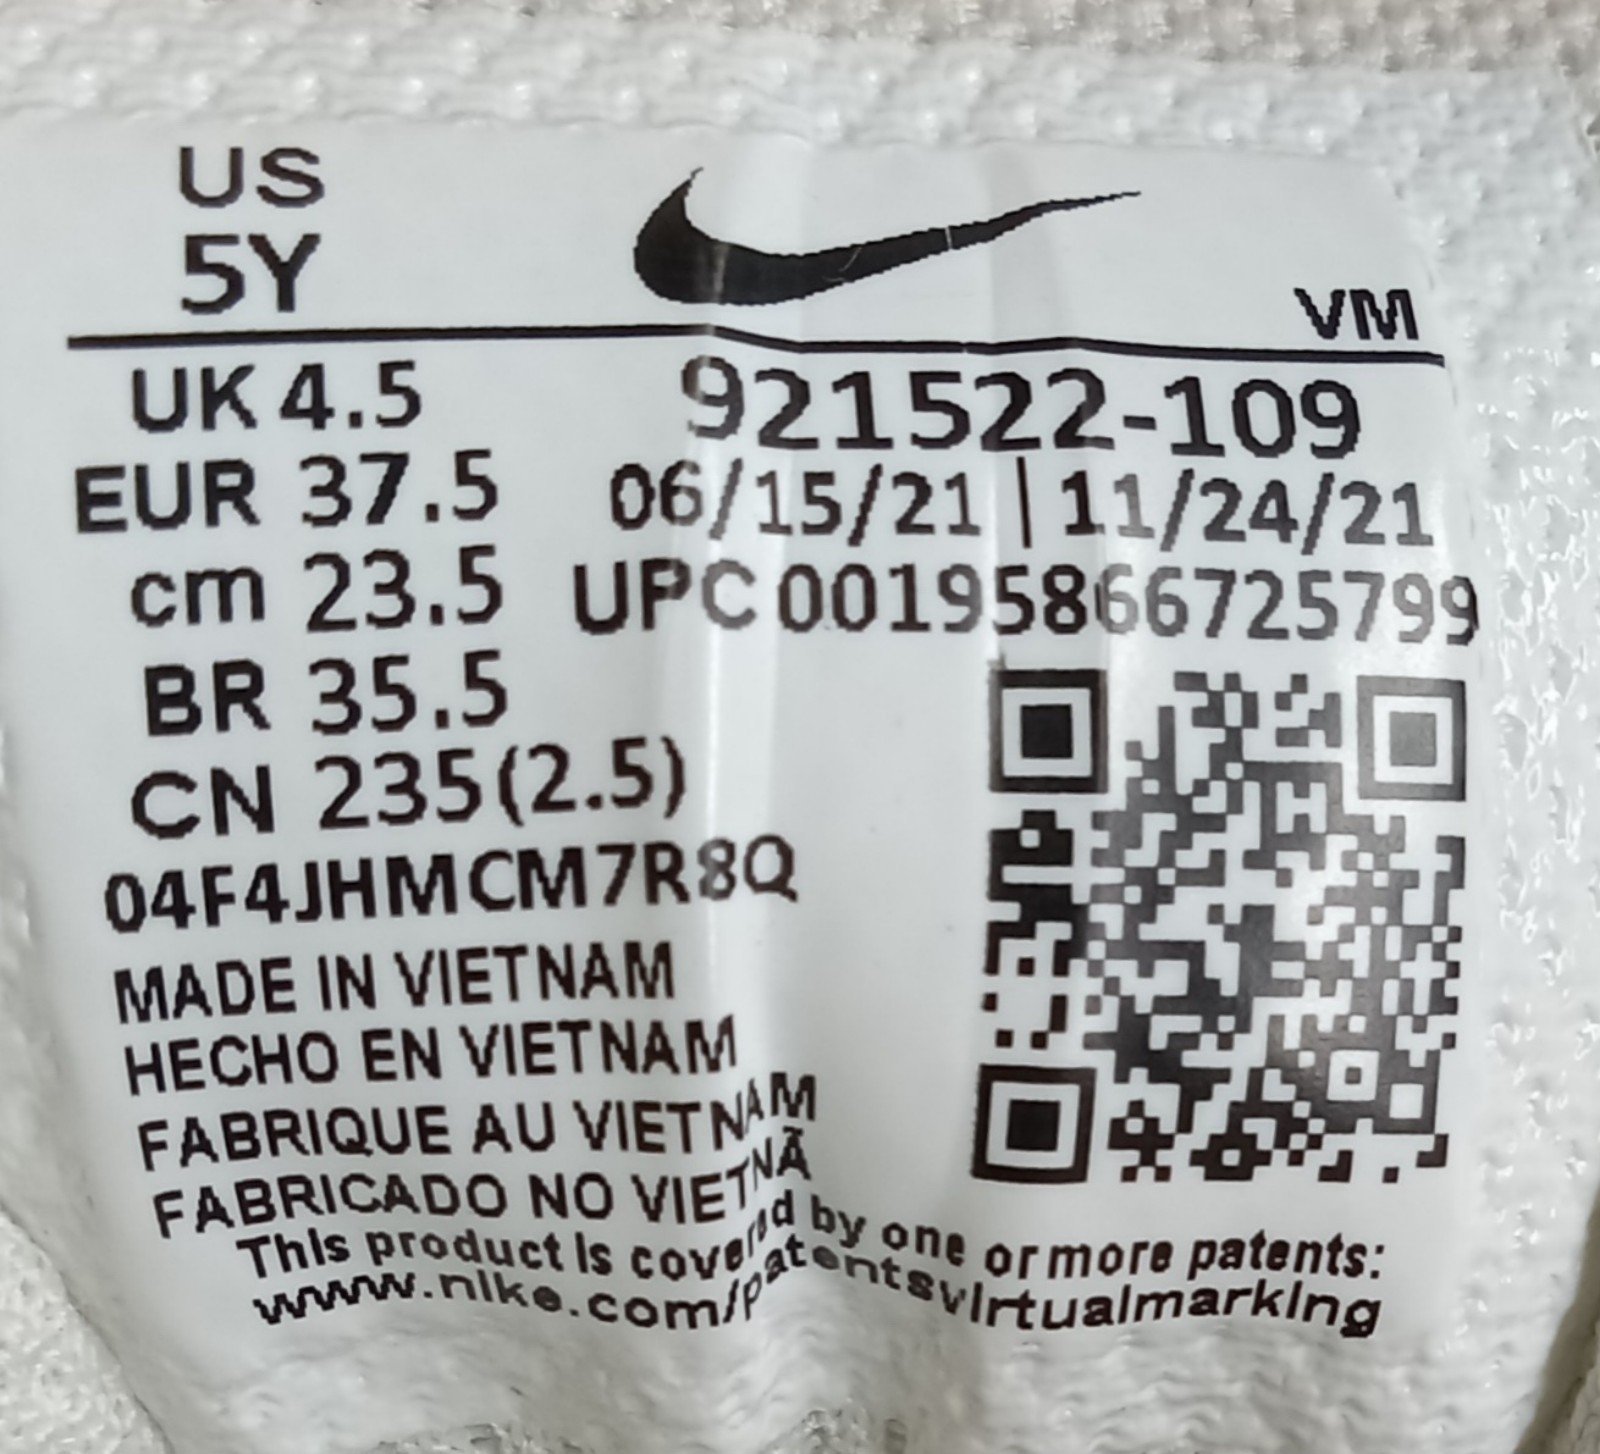 US
5Y
VM
UK 4.5
921522-109
EUR 37.5
06/15/21 | 11/24/21
cm 23.5
UPC 00195866725799
BR 35.5
CN 235(2.5)
04F4JHMCM7R8Q
MADE IN VIETNAM
HECHO EN VIETNAM
FABRIQUE AU VIETNAM
FABRICADO NO VIETNÃ
This product is covered by one or more patents:
www.nike.com/patentsvirtualmarking